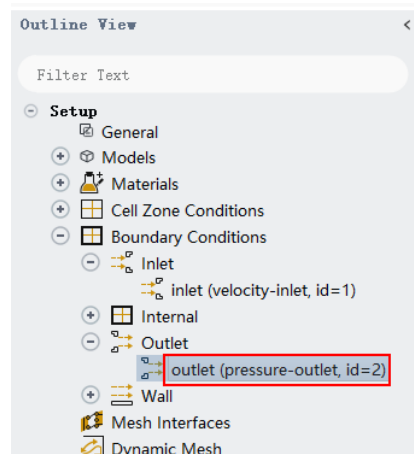 Outline View
Filter Text
Setup
General
Models
Materials
Cell Zone Conditions
Boundary Conditions
Inlet
inlet (velocity-inlet, id=1)
Internal
Outlet
outlet (pressure-outlet, id=2)
Wall
Mesh Interfaces
Dynamic Mesh